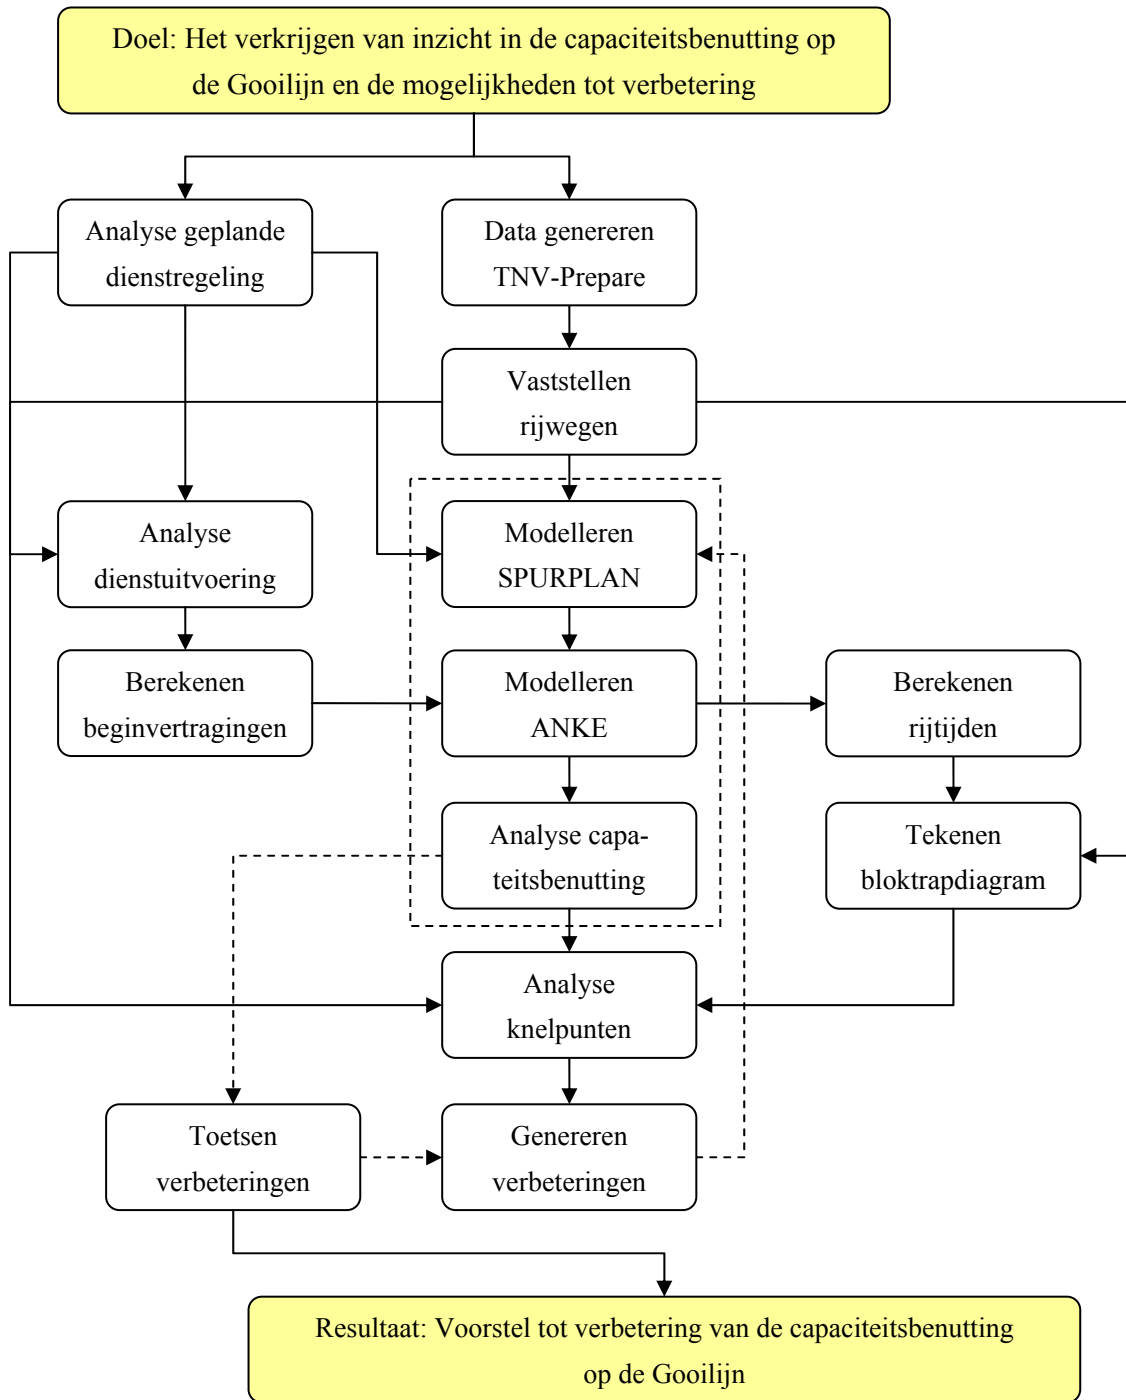 Doel: Het verkrijgen van inzicht in de capaciteitsbenutting op
de Gooilijn en de mogelijkheden tot verbetering
Analyse geplande
dienstregeling
Data genereren
TNV-Prepare
Vaststellen
rijwegen
Analyse
dienstuitvoering
Modelleren
SPURPLAN
Berekenen
beginvertragingen
Modelleren
ANKE
Berekenen
rijtijden
Analyse capa-
teitsbenutting
Tekenen
bloktrapdiagram
Analyse
knelpunten
Toetsen
verbeteringen
Genereren
verbeteringen
Resultaat: Voorstel tot verbetering van de capaciteitsbenutting
op de Gooilijn